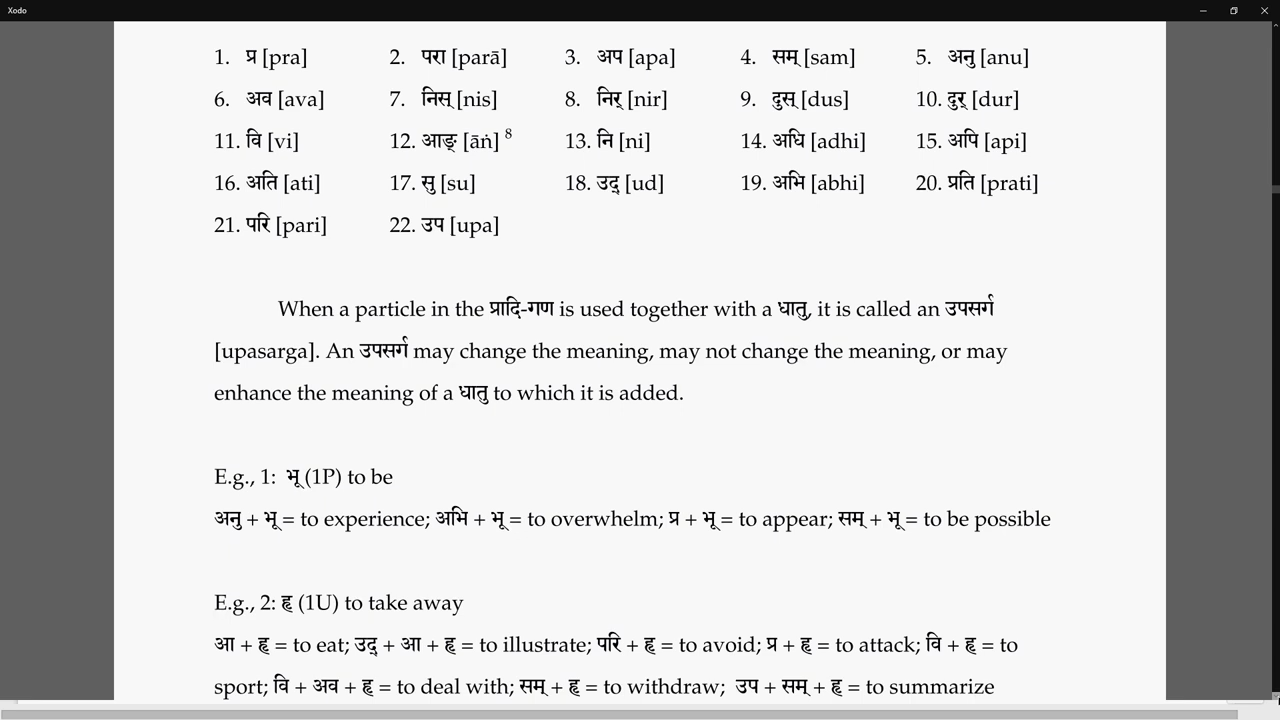 Xodo
1. प्र [pra] 2. परा [parā] 3. अप [apa] 4. सम् [sam] 5. अनु [anu]
6. अव [ava] 7. निस् [nis] 8. निर् [nir] 9. दुस् [dus] 10. दुर् [dur]
11. वि [vi] 12. आङ् [āṅ] 8 13. नि [ni] 14. अधि [adhi] 15. अपि [api]
16. अति [ati] 17. सु [su] 18. उद् [ud] 19. अभि [abhi] 20. प्रति [prati]
21. परि [pari] 22. उप [upa]
When a particle in the प्रादि-गण is used together with a धातु, it is called an उपसर्ग
[upasarga]. An उपसर्ग may change the meaning, may not change the meaning, or may
enhance the meaning of a धातु to which it is added.
E.g., 1: भू (1P) to be
अनु + भू = to experience; अभि + भू = to overwhelm; प्र + भू = to appear; सम् + भू = to be possible
E.g., 2: हृ (1U) to take away
आ + हृ = to eat; उद् + आ + हृ = to illustrate; परि + हृ = to avoid; प्र + हृ = to attack; वि + हृ = to
sport; वि + अव + हृ = to deal with; सम् + हृ = to withdraw; उप + सम् + हृ = to summarize